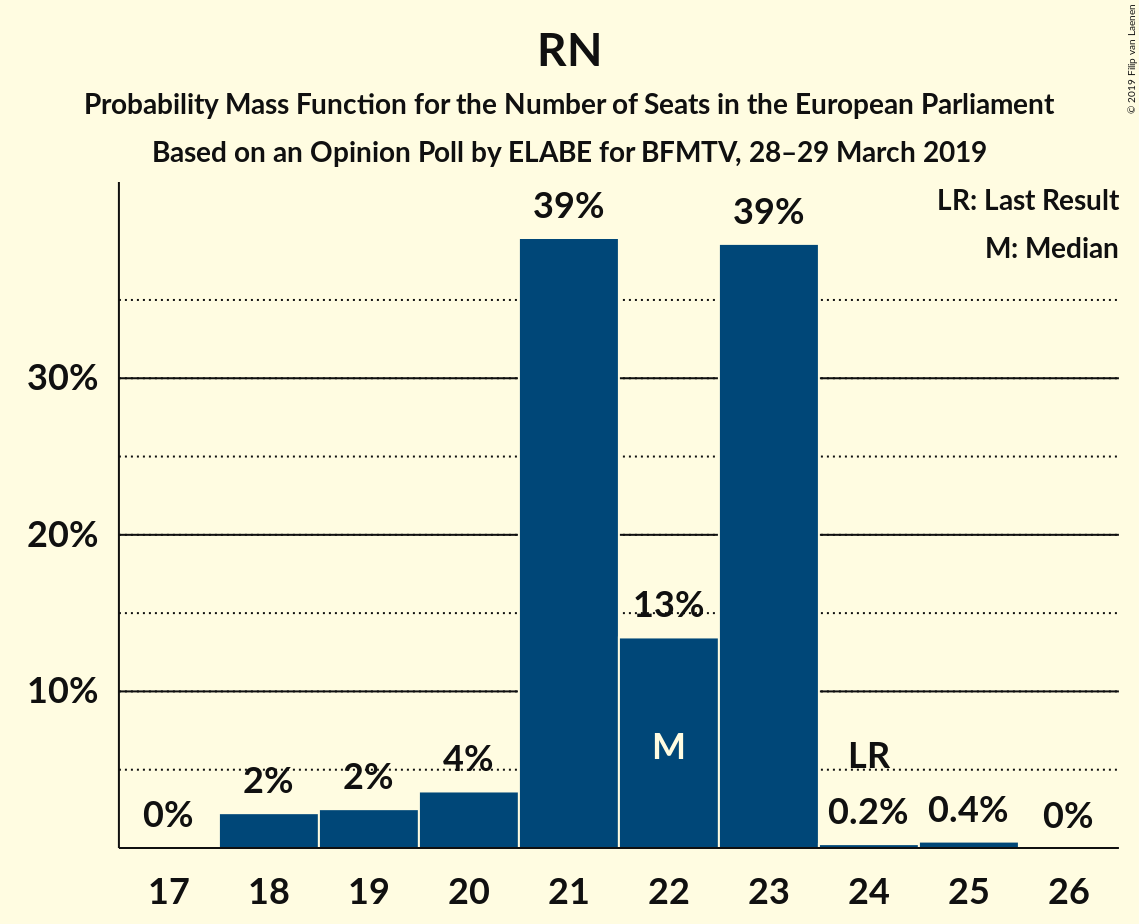 RN
Probability Mass Function for the Number of Seats in the European Parliament
Based on an Opinion Poll by ELABE for BFMTV, 28–29 March 2019
© 2019 Filip van Laenen
LR: Last Result
M: Median
39%
39%
30%
20%
13%
10%
M
LR
4%
2%
2%
0%
0.2%
0.4%
0%
17 18 19 20 21 22 23 24 25 26